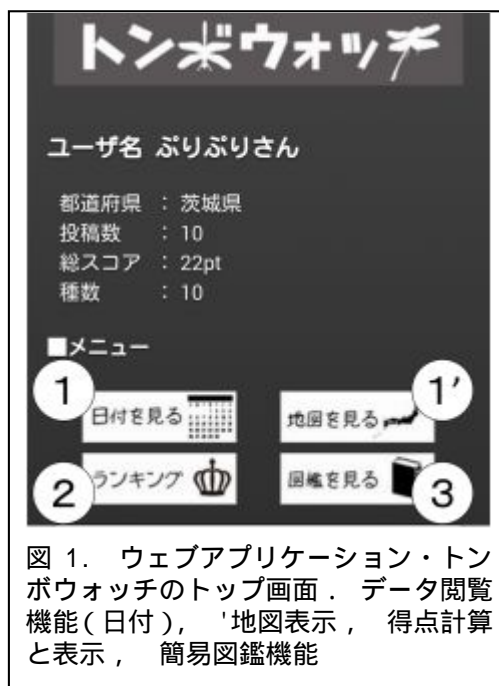 トンボウォッチ
ユーザ名 ぷりぷりさん
都道府県 : 茨城県
投稿数 : 10
総スコア : 22pt
種数 : 10
■メニュー
1 日付を見る 地図を見る 1'
2 ランキング 図鑑を見る 3
図 1. ウェブアプリケーション・トン
ボウォッチのトップ画面. データ閲覧
機能(日付), '地図表示, 得点計算
と表示, 簡易図鑑機能